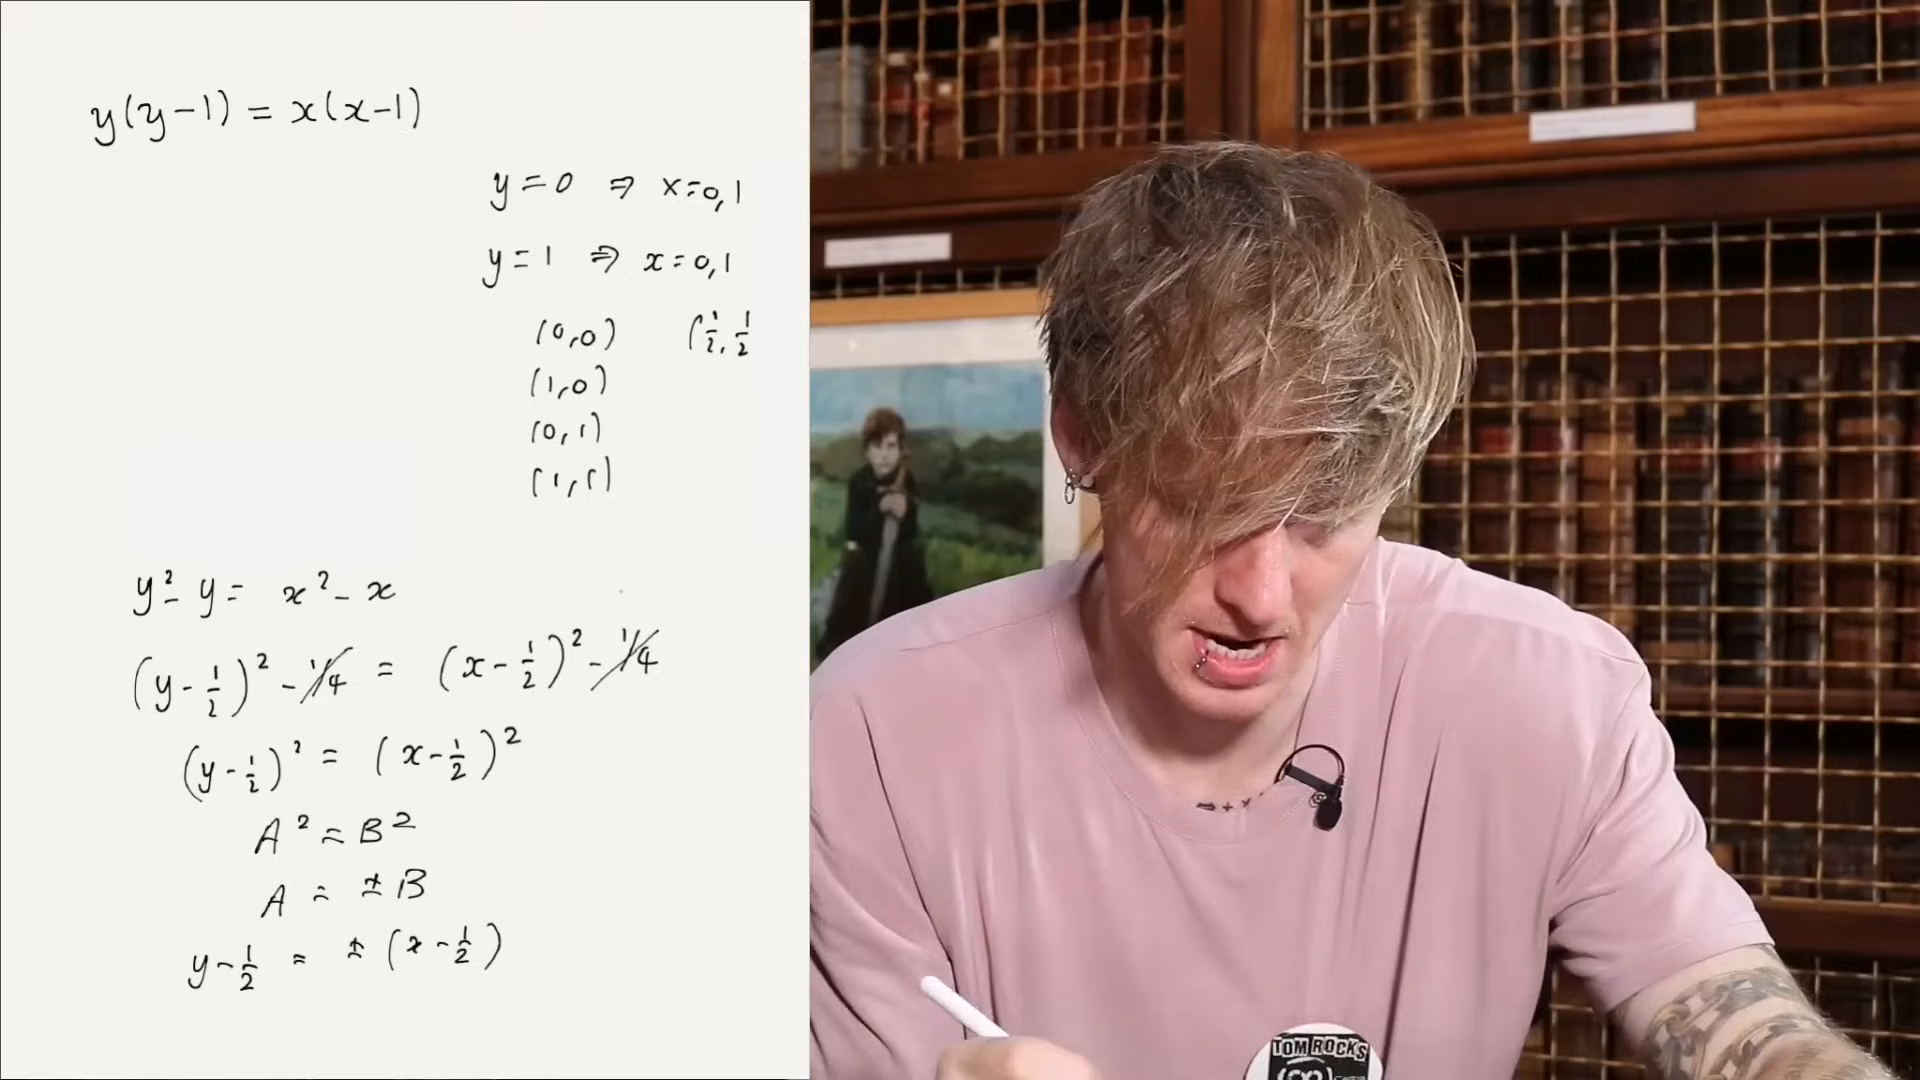 y(y-1) = x(x-1)
y = 0 ⇒ x = 0,1
y = 1 ⇒ x = 0,1
(0,0) (1/2, 1/2
(1,0)
(0,1)
(1,1)
y² - y = x² - x
(y - 1/2)² - 1/4 = (x - 1/2)² - 1/4
(y - 1/2)² = (x - 1/2)²
A² = B²
A = ± B
y - 1/2 = ± (x - 1/2)
TOM ROCKS